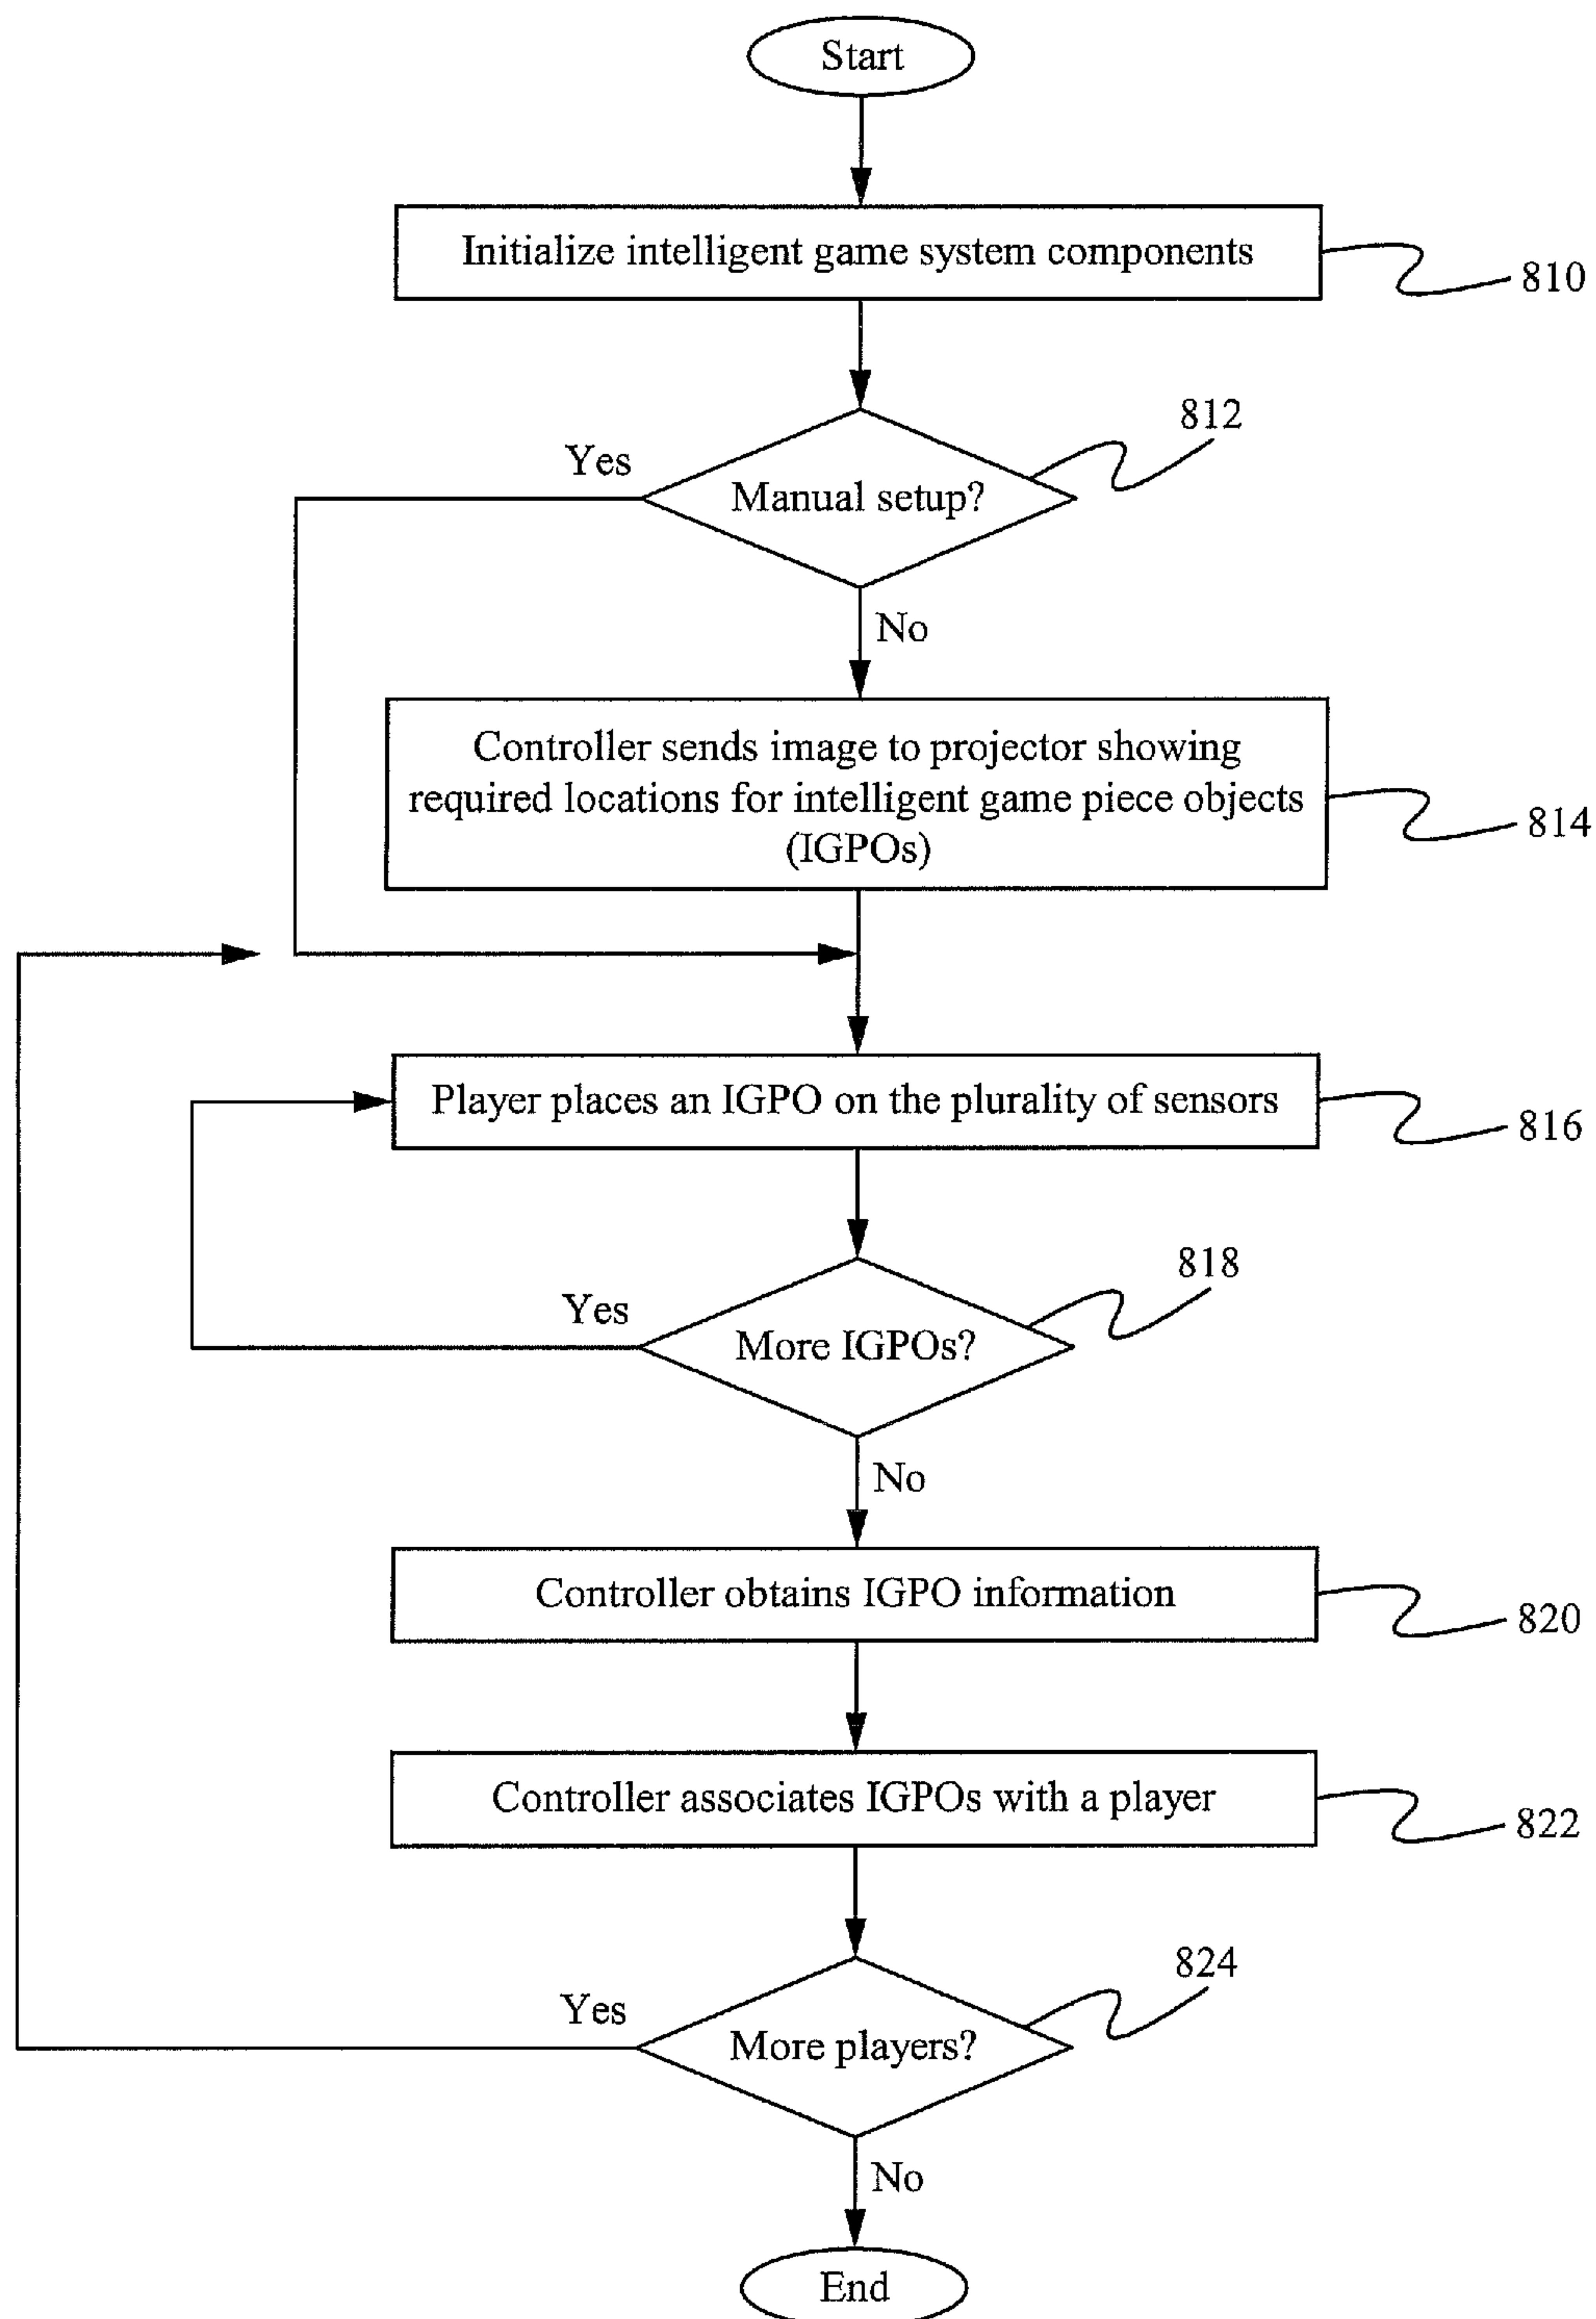 Start
Initialize intelligent game system components
810
812
Yes
Manual setup?
No
Controller sends image to projector showing
required locations for intelligent game piece objects
(IGPOs)
814
Player places an IGPO on the plurality of sensors
816
818
Yes
More IGPOs?
No
Controller obtains IGPO information
820
Controller associates IGPOs with a player
822
824
Yes
More players?
No
End